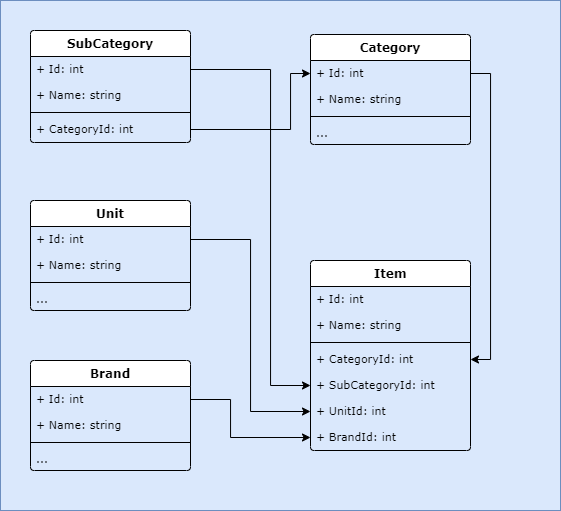 SubCategory
+ Id: int
+ Name: string
+ CategoryId: int
Category
+ Id: int
+ Name: string
...
Unit
+ Id: int
+ Name: string
...
Item
+ Id: int
+ Name: string
+ CategoryId: int
+ SubCategoryId: int
+ UnitId: int
+ BrandId: int
Brand
+ Id: int
+ Name: string
...